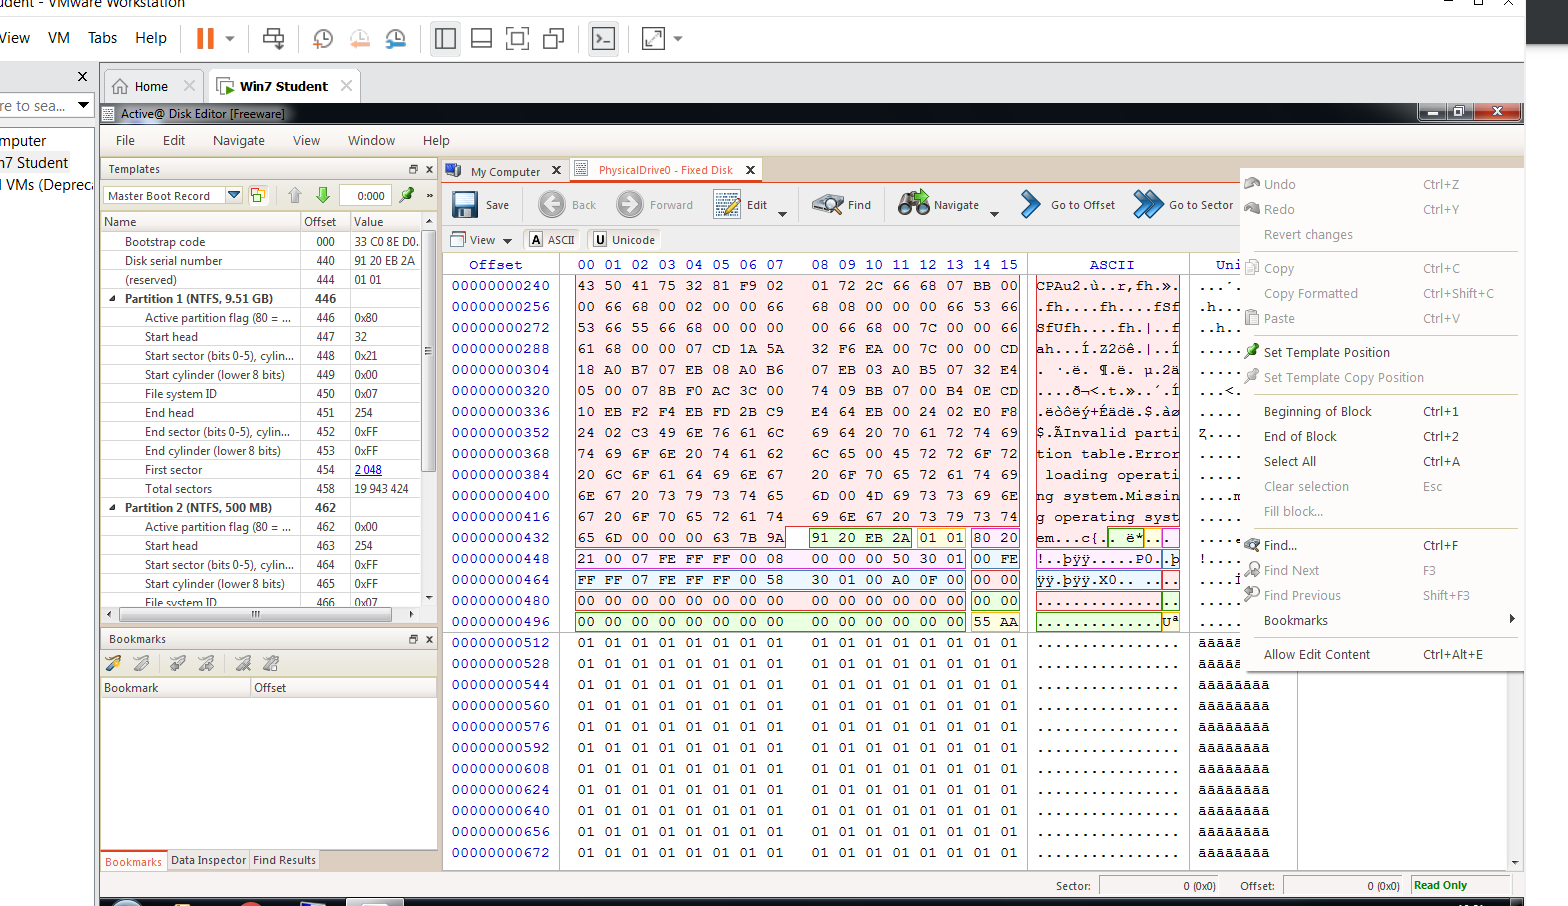 udent - VMware Workstation
View VM Tabs Help
Home
Win7 Student
re to sea...
mputer
n7 Student
l VMs (Depreca
Active@ Disk Editor [Freeware]
File Edit Navigate View Window Help
Templates
Master Boot Record 0:000 »
Name Offset Value
Bootstrap code 000 33 C0 8E D0.
Disk serial number 440 91 20 EB 2A
(reserved) 444 01 01
Partition 1 (NTFS, 9.51 GB) 446
Active partition flag (80 = ... 446 0x80
Start head 447 32
Start sector (bits 0-5), cylin... 448 0x21
Start cylinder (lower 8 bits) 449 0x00
File system ID 450 0x07
End head 451 254
End sector (bits 0-5), cylin... 452 0xFF
End cylinder (lower 8 bits) 453 0xFF
First sector 454 2 048
Total sectors 458 19 943 424
Partition 2 (NTFS, 500 MB) 462
Active partition flag (80 = ... 462 0x00
Start head 463 254
Start sector (bits 0-5), cylin... 464 0xFF
Start cylinder (lower 8 bits) 465 0xFF
File system ID 466 0x07
Bookmarks
Bookmark Offset
Bookmarks Data Inspector Find Results
My Computer
PhysicalDrive0 - Fixed Disk
Save Back Forward Edit Find Navigate Go to Offset Go to Sector
View A ASCII U Unicode
Offset 00 01 02 03 04 05 06 07 08 09 10 11 12 13 14 15 ASCII Uni
00000000240 43 50 41 75 32 81 F9 02 01 72 2C 66 68 07 BB 00 CPAu2.ù..r,fh.».
00000000256 00 66 68 00 02 00 00 66 68 08 00 00 00 66 53 66 .fh....fh....fSf
00000000272 53 66 55 66 68 00 00 00 00 66 68 00 7C 00 00 66 SfUfh....fh.|..f
00000000288 61 68 00 00 07 CD 1A 5A 32 F6 EA 00 7C 00 00 CD ah...Í.Z2öê.|..Í
00000000304 18 A0 B7 07 EB 08 A0 B6 07 EB 03 A0 B5 07 32 E4 . ·.ë. ¶.ë. µ.2ä
00000000320 05 00 07 8B F0 AC 3C 00 74 09 BB 07 00 B4 0E CD ....ð¬<.t.»..´.Í
00000000336 10 EB F2 F4 EB FD 2B C9 E4 64 EB 00 24 02 E0 F8 .ëòôëý+Éädë.$.àø
00000000352 24 02 C3 49 6E 76 61 6C 69 64 20 70 61 72 74 69 $.ÃInvalid parti
00000000368 74 69 6F 6E 20 74 61 62 6C 65 00 45 72 72 6F 72 tion table.Error
00000000384 20 6C 6F 61 64 69 6E 67 20 6F 70 65 72 61 74 69  loading operati
00000000400 6E 67 20 73 79 73 74 65 6D 00 4D 69 73 73 69 6E ng system.Missin
00000000416 67 20 6F 70 65 72 61 74 69 6E 67 20 73 79 73 74 g operating syst
00000000432 65 6D 00 00 00 63 7B 9A 91 20 EB 2A 01 01 80 20 em...c{.. ë*...
00000000448 21 00 07 FE FF FF 00 08 00 00 00 50 30 01 00 FE !..þÿÿ.....P0..þ
00000000464 FF FF 07 FE FF FF 00 58 30 01 00 A0 0F 00 00 00 ÿÿ.þÿÿ.X0.. ....
00000000480 00 00 00 00 00 00 00 00 00 00 00 00 00 00 00 00 ................
00000000496 00 00 00 00 00 00 00 00 00 00 00 00 00 00 55 AA ..............Uª
00000000512 01 01 01 01 01 01 01 01 01 01 01 01 01 01 01 01 ................ āāāāāāāā
00000000528 01 01 01 01 01 01 01 01 01 01 01 01 01 01 01 01 ................ āāāāāāāā
00000000544 01 01 01 01 01 01 01 01 01 01 01 01 01 01 01 01 ................ āāāāāāāā
00000000560 01 01 01 01 01 01 01 01 01 01 01 01 01 01 01 01 ................ āāāāāāāā
00000000576 01 01 01 01 01 01 01 01 01 01 01 01 01 01 01 01 ................ āāāāāāāā
00000000592 01 01 01 01 01 01 01 01 01 01 01 01 01 01 01 01 ................ āāāāāāāā
00000000608 01 01 01 01 01 01 01 01 01 01 01 01 01 01 01 01 ................ āāāāāāāā
00000000624 01 01 01 01 01 01 01 01 01 01 01 01 01 01 01 01 ................ āāāāāāāā
00000000640 01 01 01 01 01 01 01 01 01 01 01 01 01 01 01 01 ................ āāāāāāāā
00000000656 01 01 01 01 01 01 01 01 01 01 01 01 01 01 01 01 ................ āāāāāāāā
00000000672 01 01 01 01 01 01 01 01 01 01 01 01 01 01 01 01 ................ āāāāāāāā
Undo Ctrl+Z
Redo Ctrl+Y
Revert changes
Copy Ctrl+C
Copy Formatted Ctrl+Shift+C
Paste Ctrl+V
Set Template Position
Set Template Copy Position
Beginning of Block Ctrl+1
End of Block Ctrl+2
Select All Ctrl+A
Clear selection Esc
Fill block...
Find... Ctrl+F
Find Next F3
Find Previous Shift+F3
Bookmarks
Allow Edit Content Ctrl+Alt+E
Sector: 0 (0x0) Offset: 0 (0x0) Read Only